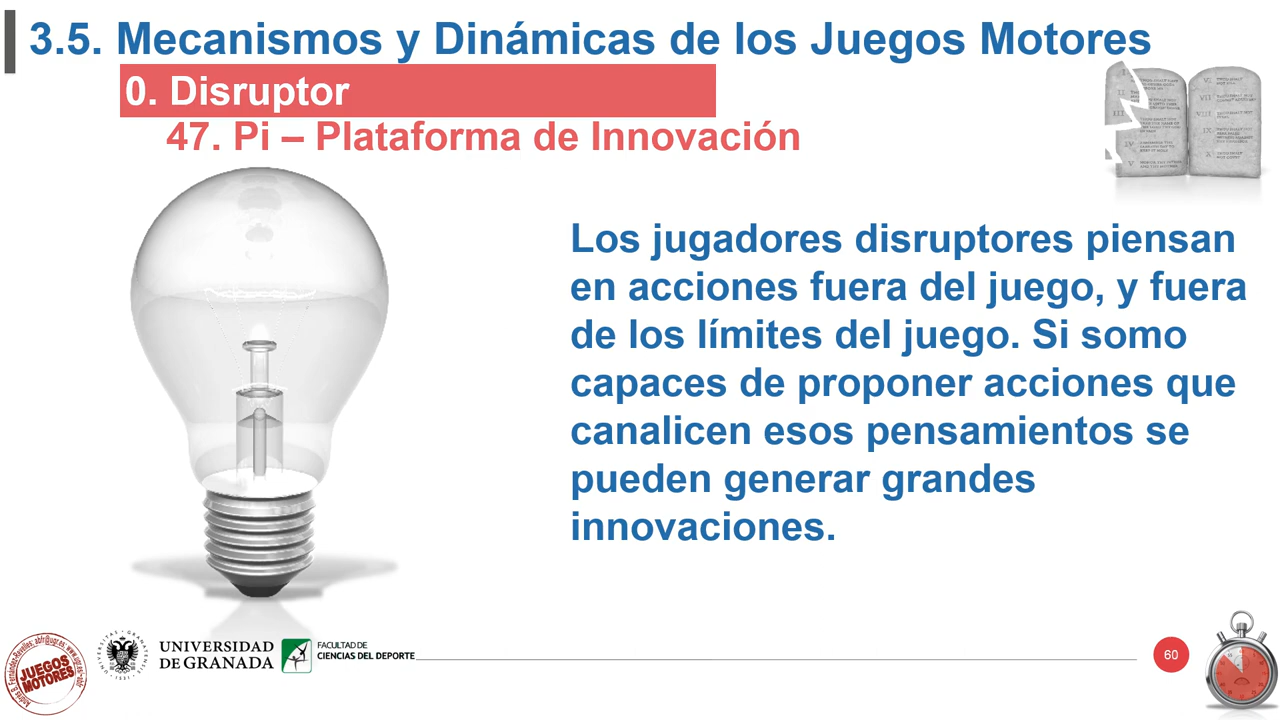 3.5. Mecanismos y Dinámicas de los Juegos Motores
0. Disruptor
47. Pi – Plataforma de Innovación
Los jugadores disruptores piensan
en acciones fuera del juego, y fuera
de los límites del juego. Si somo
capaces de proponer acciones que
canalicen esos pensamientos se
pueden generar grandes
innovaciones.
JUEGOS
MOTORES
UNIVERSIDAD
DE GRANADA
FACULTAD DE
CIENCIAS DEL DEPORTE
60